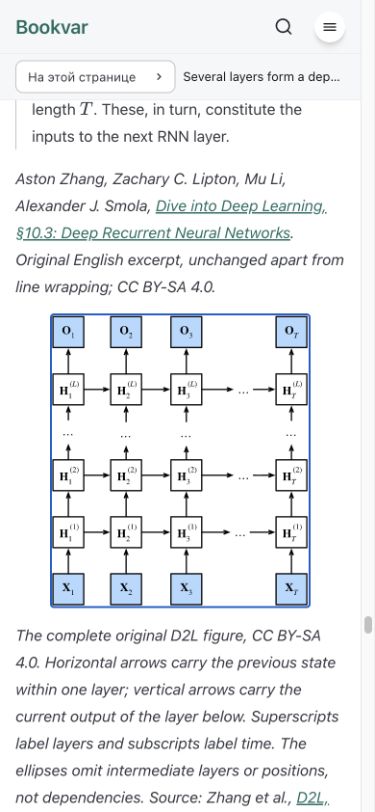 Bookvar
На этой странице > Several layers form a dep...
length T. These, in turn, constitute the
inputs to the next RNN layer.
Aston Zhang, Zachary C. Lipton, Mu Li,
Alexander J. Smola, Dive into Deep Learning,
§10.3: Deep Recurrent Neural Networks.
Original English excerpt, unchanged apart from
line wrapping; CC BY-SA 4.0.
O₁ O₂ O₃ O_T
H₁^(L) H₂^(L) H₃^(L) ... H_T^(L)
... ... ... ...
H₁^(2) H₂^(2) H₃^(2) ... H_T^(2)
H₁^(1) H₂^(1) H₃^(1) ... H_T^(1)
X₁ X₂ X₃ X_T
The complete original D2L figure, CC BY-SA
4.0. Horizontal arrows carry the previous state
within one layer; vertical arrows carry the
current output of the layer below. Superscripts
label layers and subscripts label time. The
ellipses omit intermediate layers or positions,
not dependencies. Source: Zhang et al., D2L,